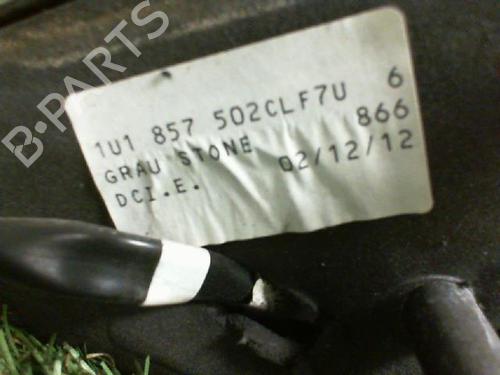 B-PARTS
1U1 857 502CLF7U 6
GRAU STONE 866
DCI.E. 02/12/12